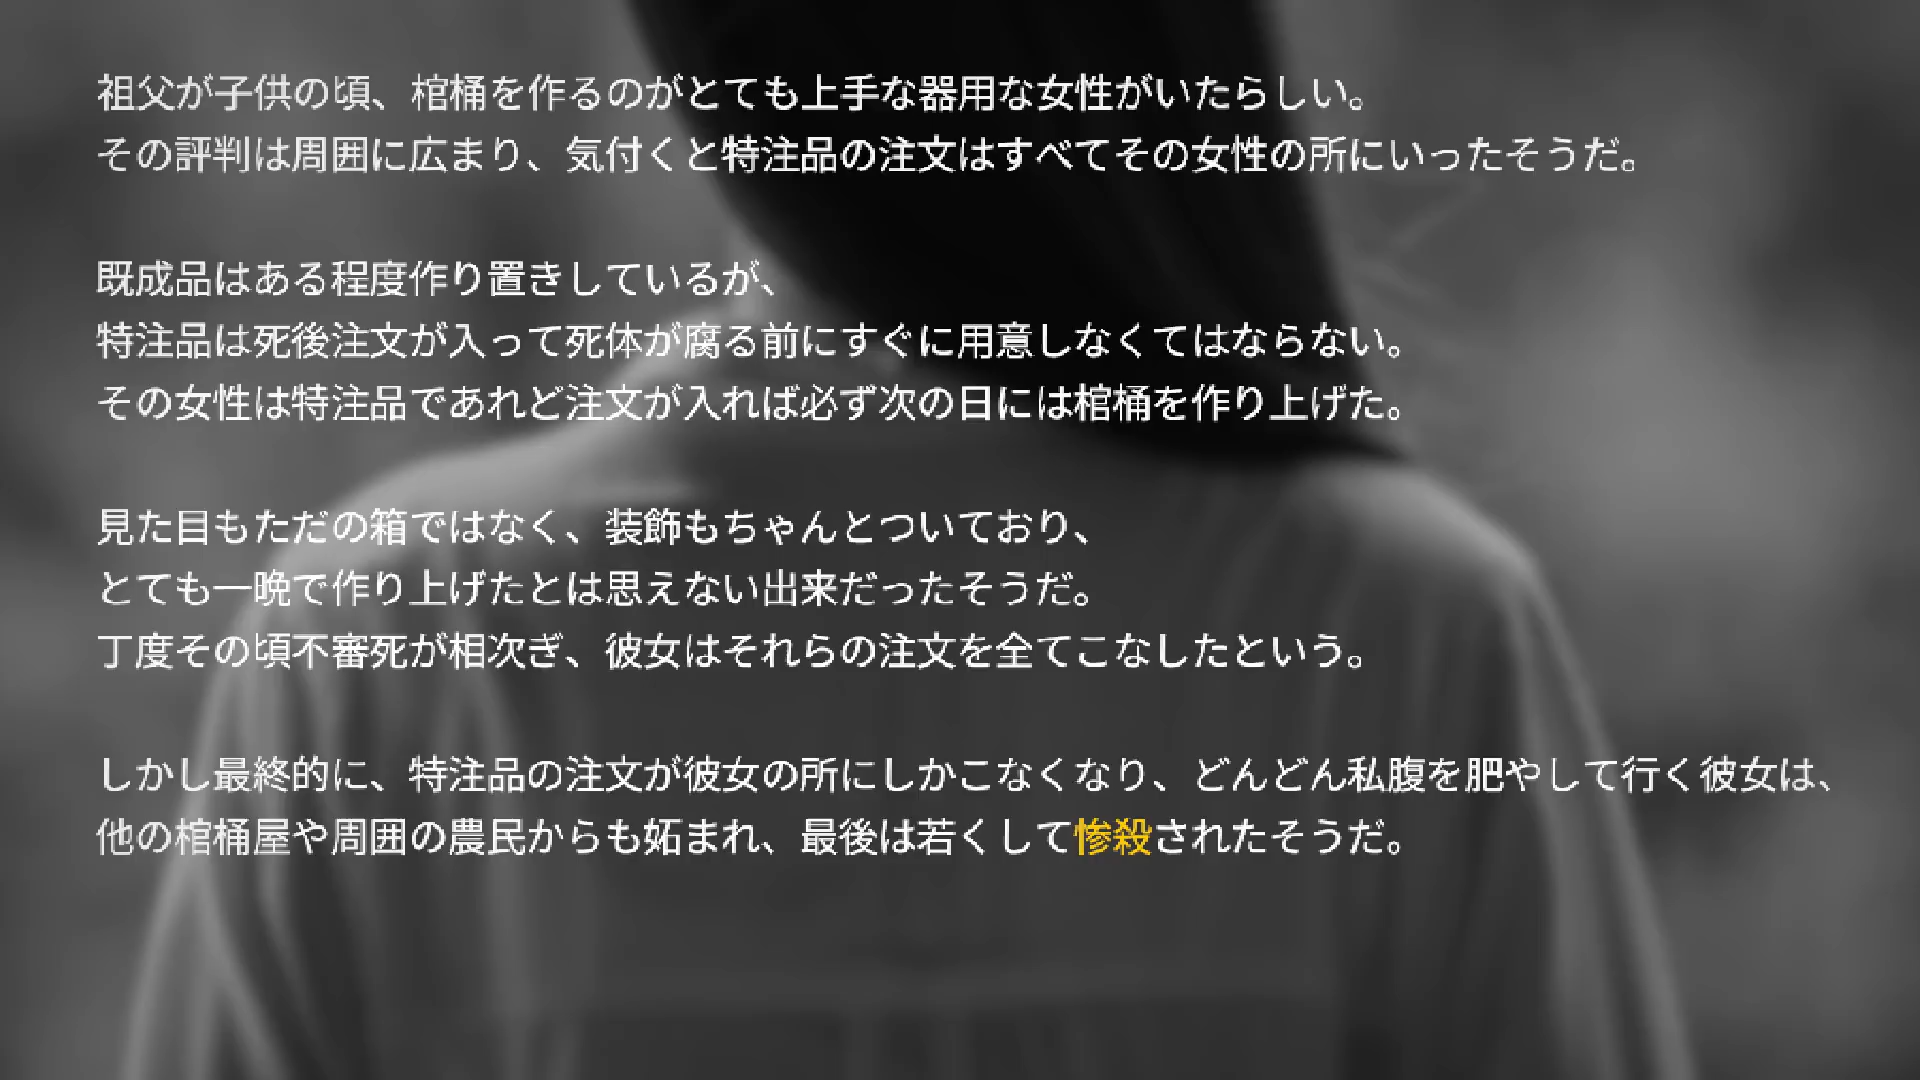 祖父が子供の頃、棺桶を作るのがとても上手な器用な女性がいたらしい。
その評判は周囲に広まり、気付くと特注品の注文はすべてその女性の所にいったそうだ。
既成品はある程度作り置きしているが、
特注品は死後注文が入って死体が腐る前にすぐに用意しなくてはならない。
その女性は特注品であれど注文が入れば必ず次の日には棺桶を作り上げた。
見た目もただの箱ではなく、装飾もちゃんとついており、
とても一晩で作り上げたとは思えない出来だったそうだ。
丁度その頃不審死が相次ぎ、彼女はそれらの注文を全てこなしたという。
しかし最終的に、特注品の注文が彼女の所にしかこなくなり、どんどん私腹を肥やして行く彼女は、
他の棺桶屋や周囲の農民からも妬まれ、最後は若くして惨殺されたそうだ。